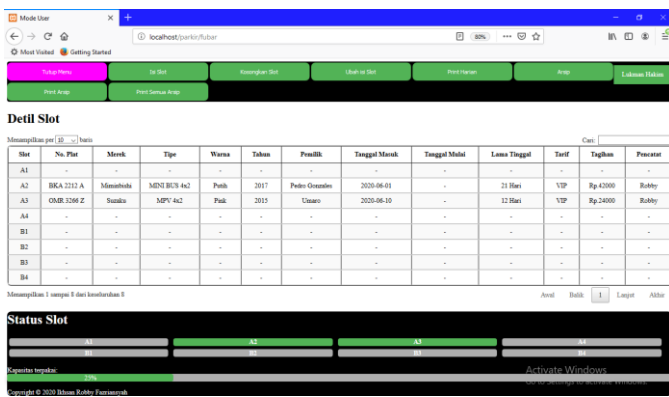 Mode User
localhost/parkir/fubar
80%
Most Visited Getting Started
Tutup Menu Isi Slot Kosongkan Slot Ubah isi Slot Print Harian Arsip Lukman Hakim
Print Arsip Print Semua Arsip
Detil Slot
Menampilkan per 10 baris Cari:
Slot No. Plat Merek Tipe Warna Tahun Pemilik Tanggal Masuk Tanggal Mulai Lama Tinggal Tarif Tagihan Pencatat
A1 - - - - - - - - - - - -
A2 BKA 2212 A Mimitbishi MINI BUS 4x2 Putih 2017 Pedro Gonzales 2020-06-01 - 21 Hari VIP Rp.42000 Robby
A3 OMR 3266 Z Sumiku MPV 4x2 Pink 2015 Umaro 2020-06-10 - 12 Hari VIP Rp.24000 Robby
A4 - - - - - - - - - - - -
B1 - - - - - - - - - - - -
B2 - - - - - - - - - - - -
B3 - - - - - - - - - - - -
B4 - - - - - - - - - - - -
Menampilkan 1 sampai 8 dari keseluruhan 8 Awal Balik 1 Lanjut Akhir
Status Slot
A1 A2 A3 A4
B1 B2 B3 B4
Kapasitas terpakai:
25%
Activate Windows
Go to Settings to activate Windows.
Copyright © 2020 Ikhsan Robby Fazriansyah